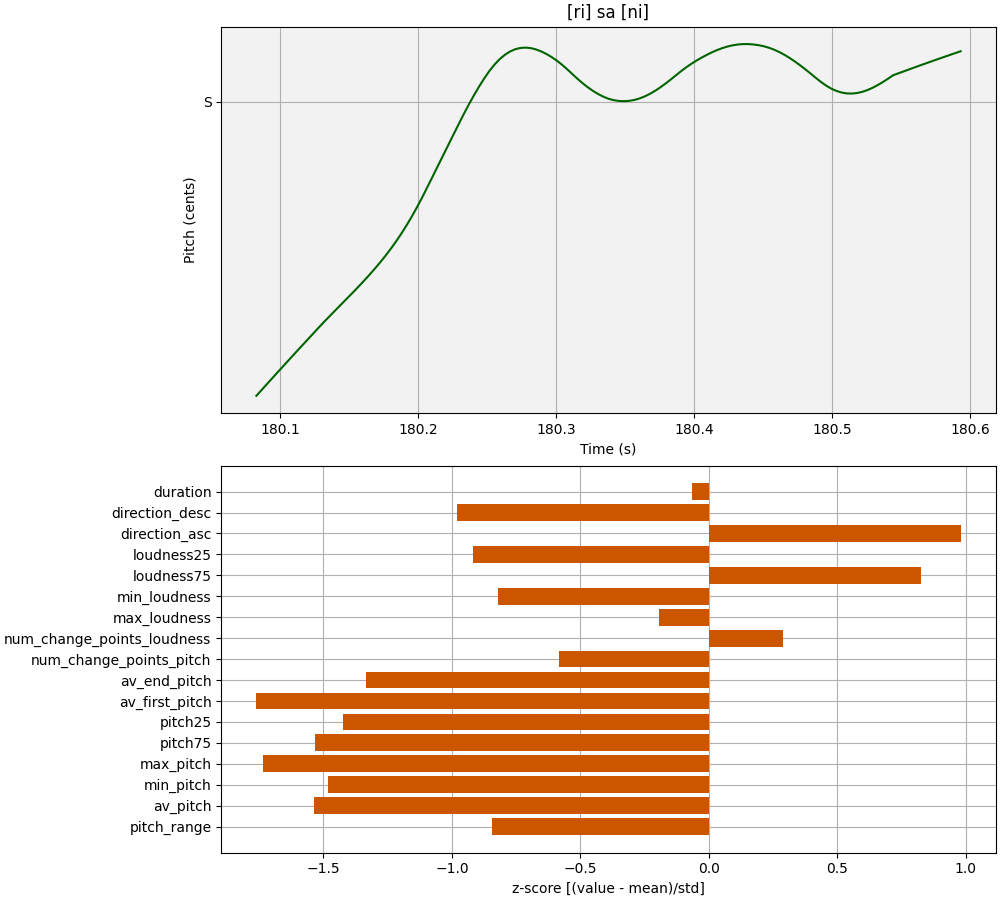 [ri] sa [ni]
S
Pitch (cents)
180.1 180.2 180.3 180.4 180.5 180.6
Time (s)
duration
direction_desc
direction_asc
loudness25
loudness75
min_loudness
max_loudness
num_change_points_loudness
num_change_points_pitch
av_end_pitch
av_first_pitch
pitch25
pitch75
max_pitch
min_pitch
av_pitch
pitch_range
−1.5 −1.0 −0.5 0.0 0.5 1.0
z-score [(value - mean)/std]